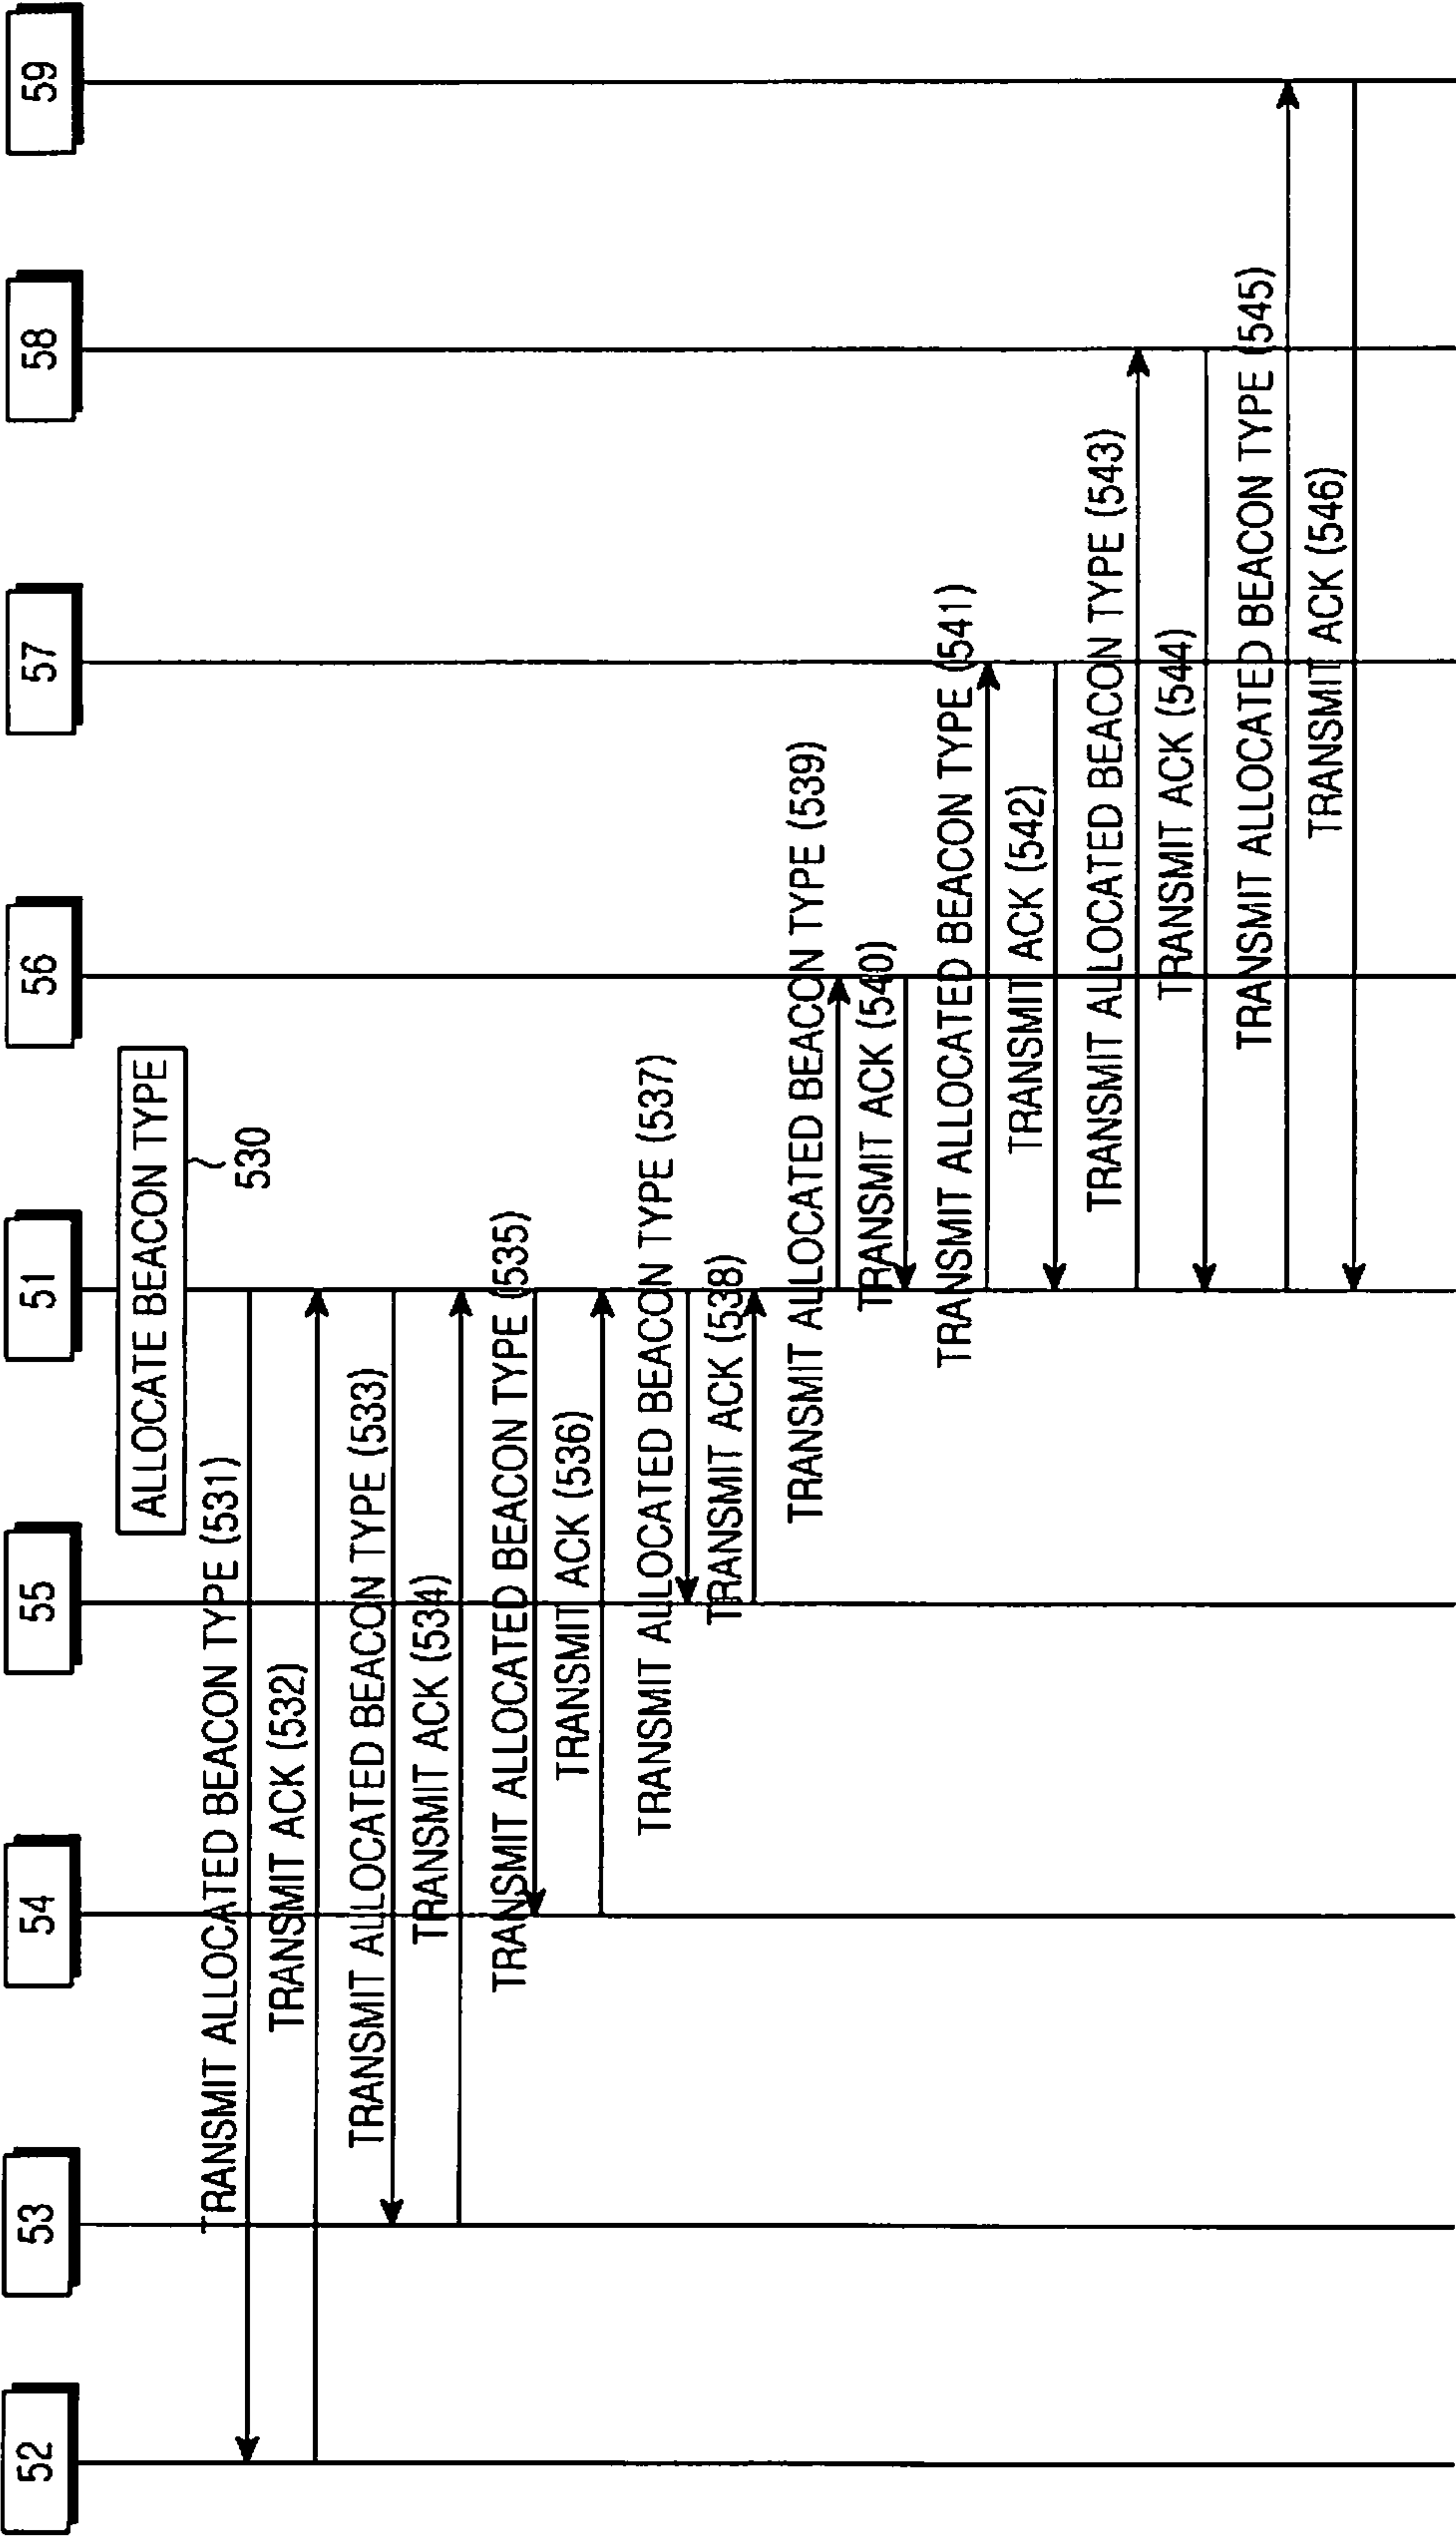 52
53
54
55
51
56
57
58
59
ALLOCATE BEACON TYPE
530
TRANSMIT ALLOCATED BEACON TYPE (531)
TRANSMIT ACK (532)
TRANSMIT ALLOCATED BEACON TYPE (533)
TRANSMIT ACK (534)
TRANSMIT ALLOCATED BEACON TYPE (535)
TRANSMIT ACK (536)
TRANSMIT ALLOCATED BEACON TYPE (537)
TRANSMIT ACK (538)
TRANSMIT ALLOCATED BEACON TYPE (539)
TRANSMIT ACK (540)
TRANSMIT ALLOCATED BEACON TYPE (541)
TRANSMIT ACK (542)
TRANSMIT ALLOCATED BEACON TYPE (543)
TRANSMIT ACK (544)
TRANSMIT ALLOCATED BEACON TYPE (545)
TRANSMIT ACK (546)